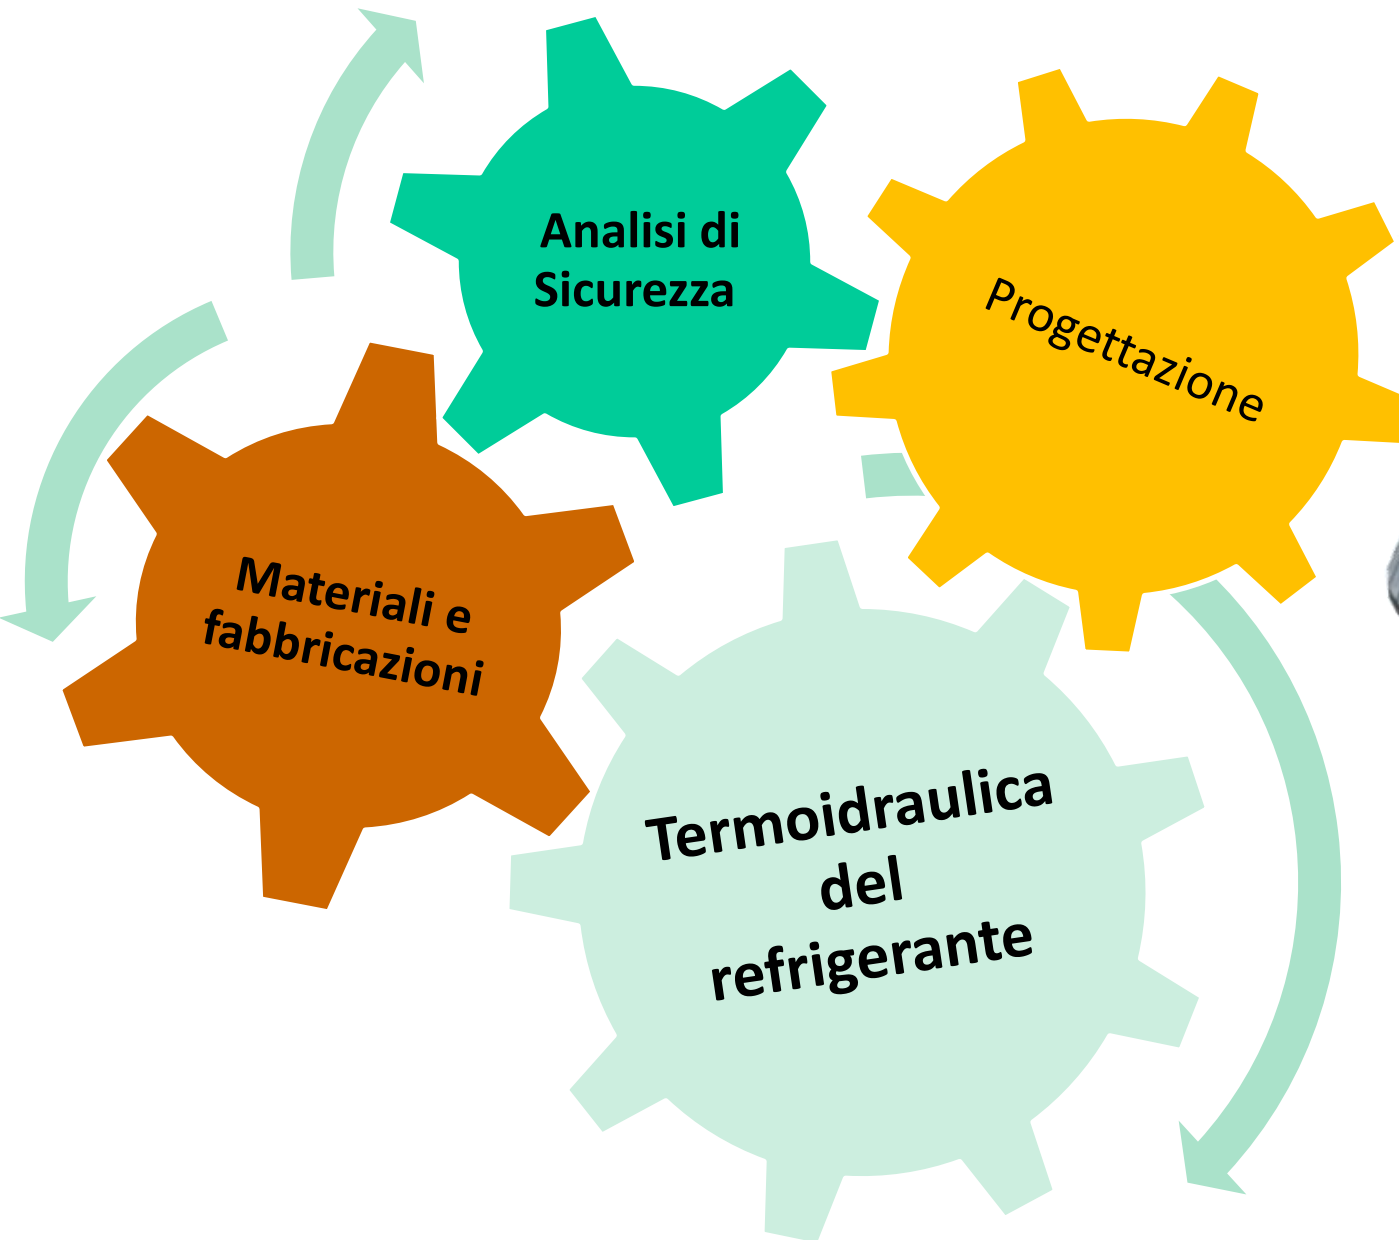 Analisi di
Sicurezza
Progettazione
Materiali e
fabbricazioni
Termoidraulica
del
refrigerante